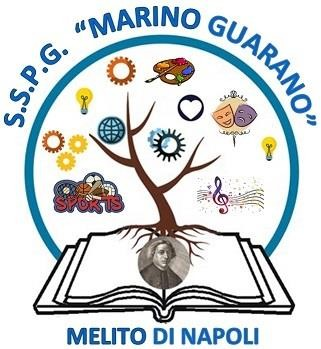 S.S.P.G. “MARINO GUARANO”
SPORTS
MELITO DI NAPOLI